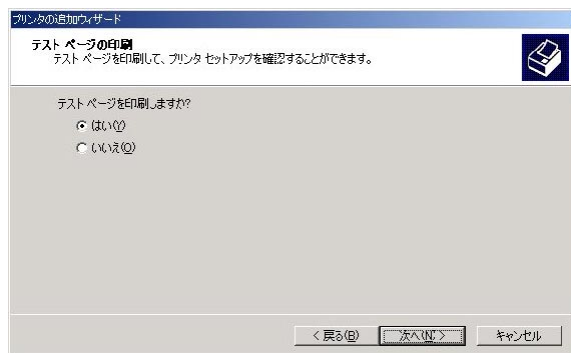 プリンタの追加ウィザード
テスト ページの印刷
テスト ページを印刷して、プリンタ セットアップを確認することができます。
テスト ページを印刷しますか?
はい(Y)
いいえ(O)
< 戻る(B)
次へ(N) >
キャンセル